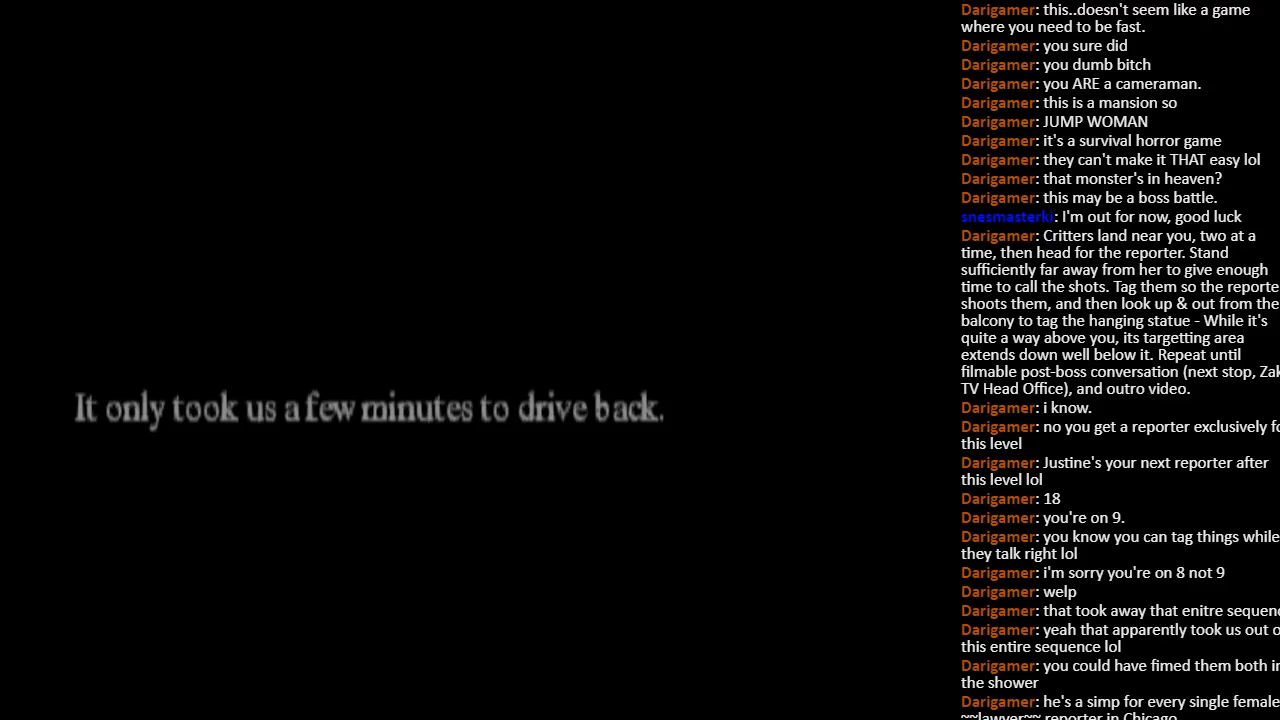 Darigamer: this..doesn't seem like a game
where you need to be fast.
Darigamer: you sure did
Darigamer: you dumb bitch
Darigamer: you ARE a cameraman.
Darigamer: this is a mansion so
Darigamer: JUMP WOMAN
Darigamer: it's a survival horror game
Darigamer: they can't make it THAT easy lol
Darigamer: that monster's in heaven?
Darigamer: this may be a boss battle.
snesmasterki: I'm out for now, good luck
Darigamer: Critters land near you, two at a
time, then head for the reporter. Stand
sufficiently far away from her to give enough
time to call the shots. Tag them so the reporte
shoots them, and then look up & out from the
balcony to tag the hanging statue - While it's
quite a way above you, its targetting area
extends down well below it. Repeat until
filmable post-boss conversation (next stop, Zak
TV Head Office), and outro video.
Darigamer: i know.
Darigamer: no you get a reporter exclusively fo
this level
Darigamer: Justine's your next reporter after
this level lol
Darigamer: 18
Darigamer: you're on 9.
Darigamer: you know you can tag things while
they talk right lol
Darigamer: i'm sorry you're on 8 not 9
Darigamer: welp
Darigamer: that took away that enitre sequenc
Darigamer: yeah that apparently took us out o
this entire sequence lol
Darigamer: you could have fimed them both in
the shower
Darigamer: he's a simp for every single female
~~lawyer~~ reporter in Chicago
It only took us a few minutes to drive back.